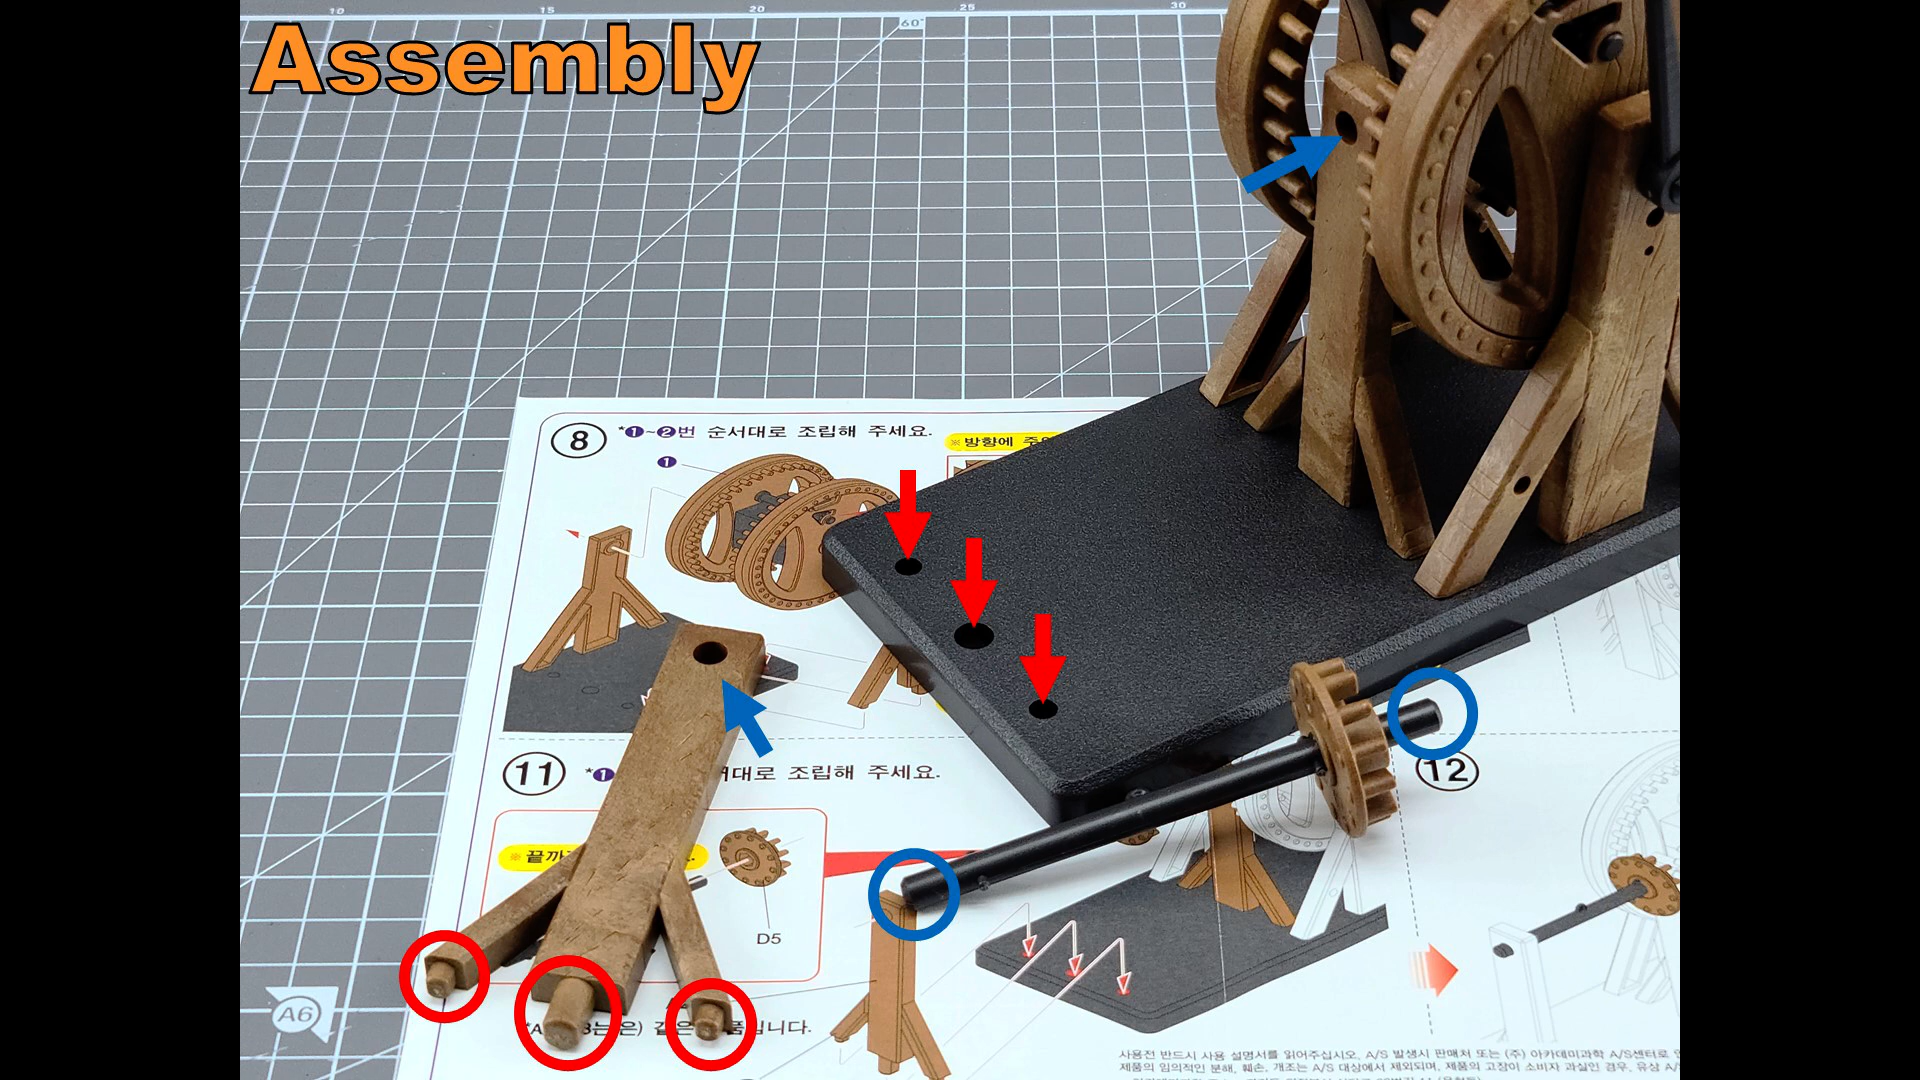 10 15 20 25 30
60°
Assembly
8 *1~2번 순서대로 조립해 주세요.
※ 방향에 주의
1
11 *1 대로 조립해 주세요.
12
※ 끝까
D5
같은 품입니다.
A6
사용전 반드시 사용 설명서를 읽어주십시오, A/S 발생시 판매처 또는 (주) 아카데미과학 A/S센터로
제품의 임의적인 분해, 훼손, 개조는 A/S 대상에서 제외되며, 제품의 고장이 소비자 과실인 경우, 유상 A/